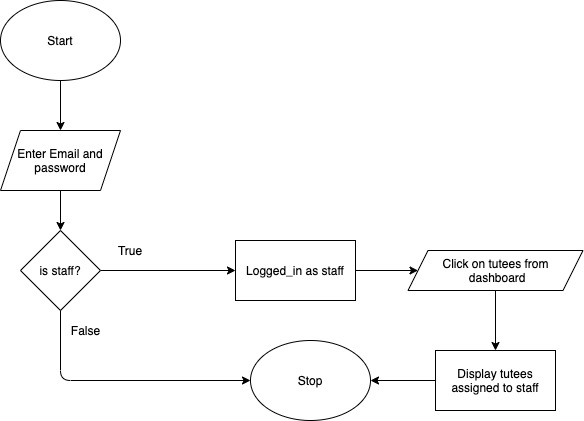 Start
Enter Email and
password
is staff?
True
Logged_in as staff
Click on tutees from
dashboard
False
Stop
Display tutees
assigned to staff